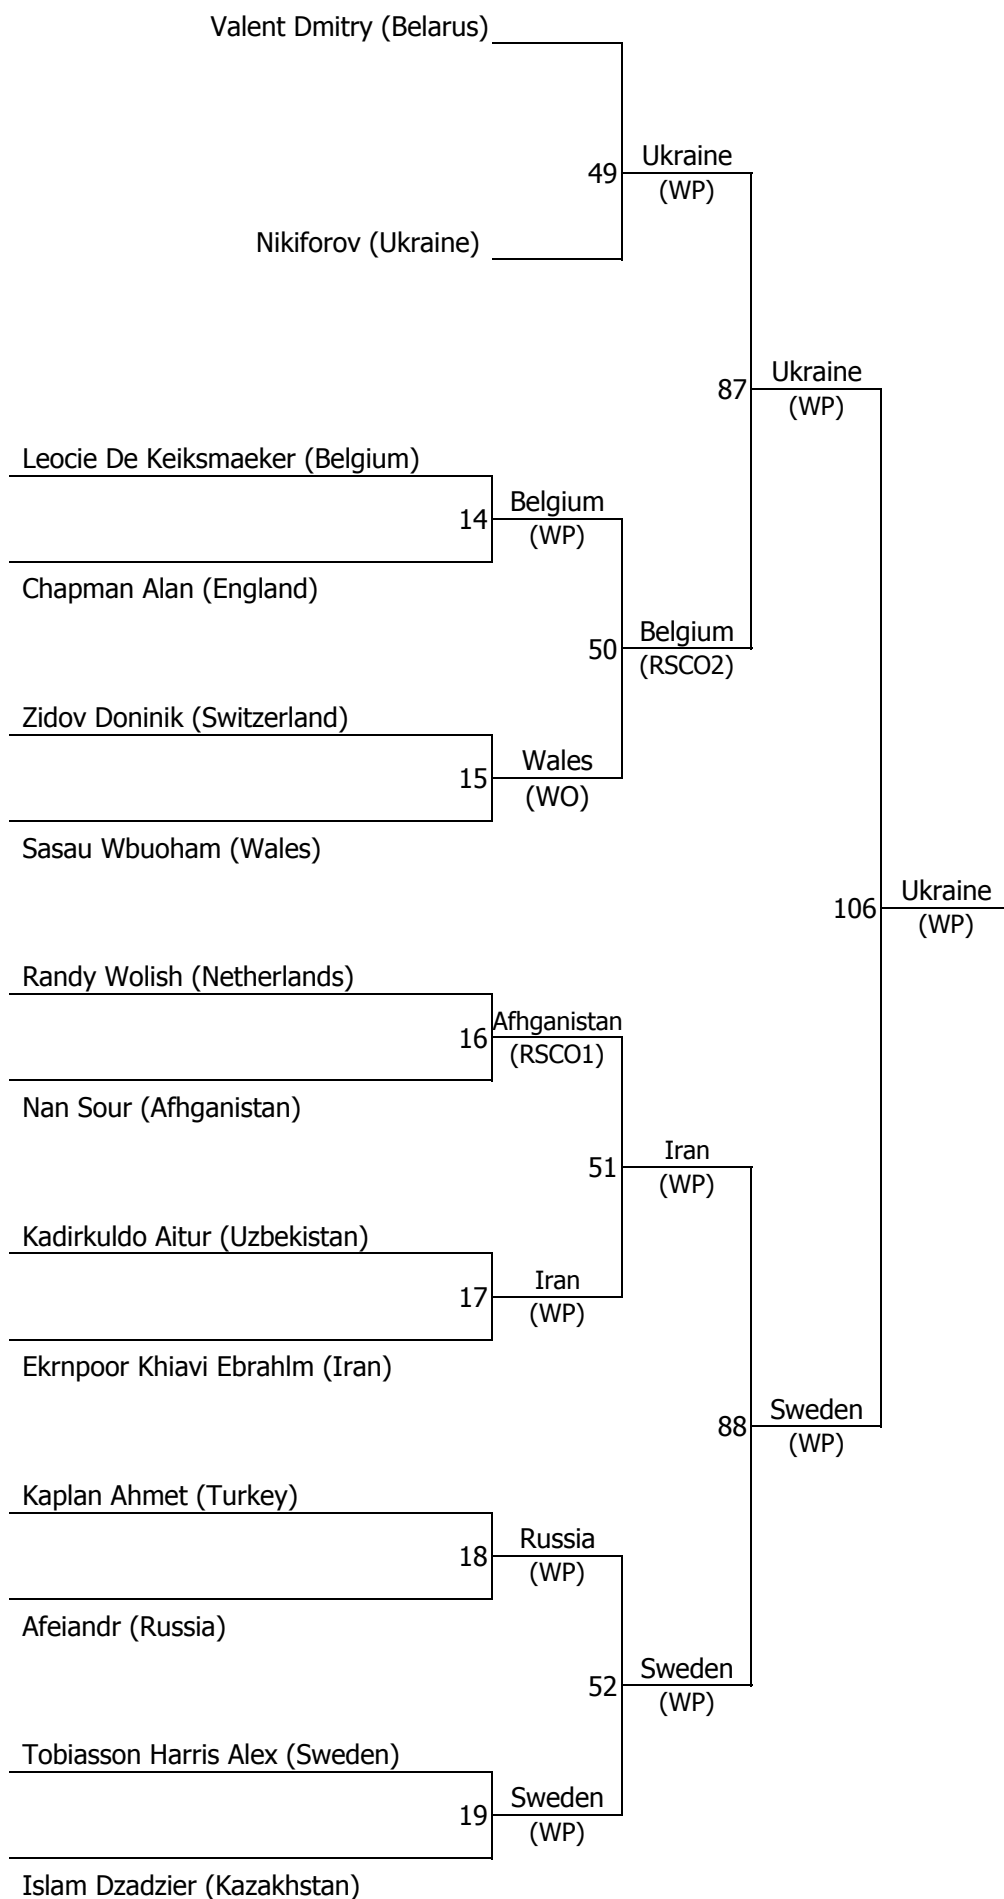 Valent Dmitry (Belarus)
49
Ukraine
(WP)
Nikiforov (Ukraine)
87
Ukraine
(WP)
Leocie De Keiksmaeker (Belgium)
14
Belgium
(WP)
Chapman Alan (England)
50
Belgium
(RSCO2)
Zidov Doninik (Switzerland)
15
Wales
(WO)
Sasau Wbuoham (Wales)
106
Ukraine
(WP)
Randy Wolish (Netherlands)
16
Afhganistan
(RSCO1)
Nan Sour (Afhganistan)
51
Iran
(WP)
Kadirkuldo Aitur (Uzbekistan)
17
Iran
(WP)
Ekrnpoor Khiavi Ebrahlm (Iran)
88
Sweden
(WP)
Kaplan Ahmet (Turkey)
18
Russia
(WP)
Afeiandr (Russia)
52
Sweden
(WP)
Tobiasson Harris Alex (Sweden)
19
Sweden
(WP)
Islam Dzadzier (Kazakhstan)